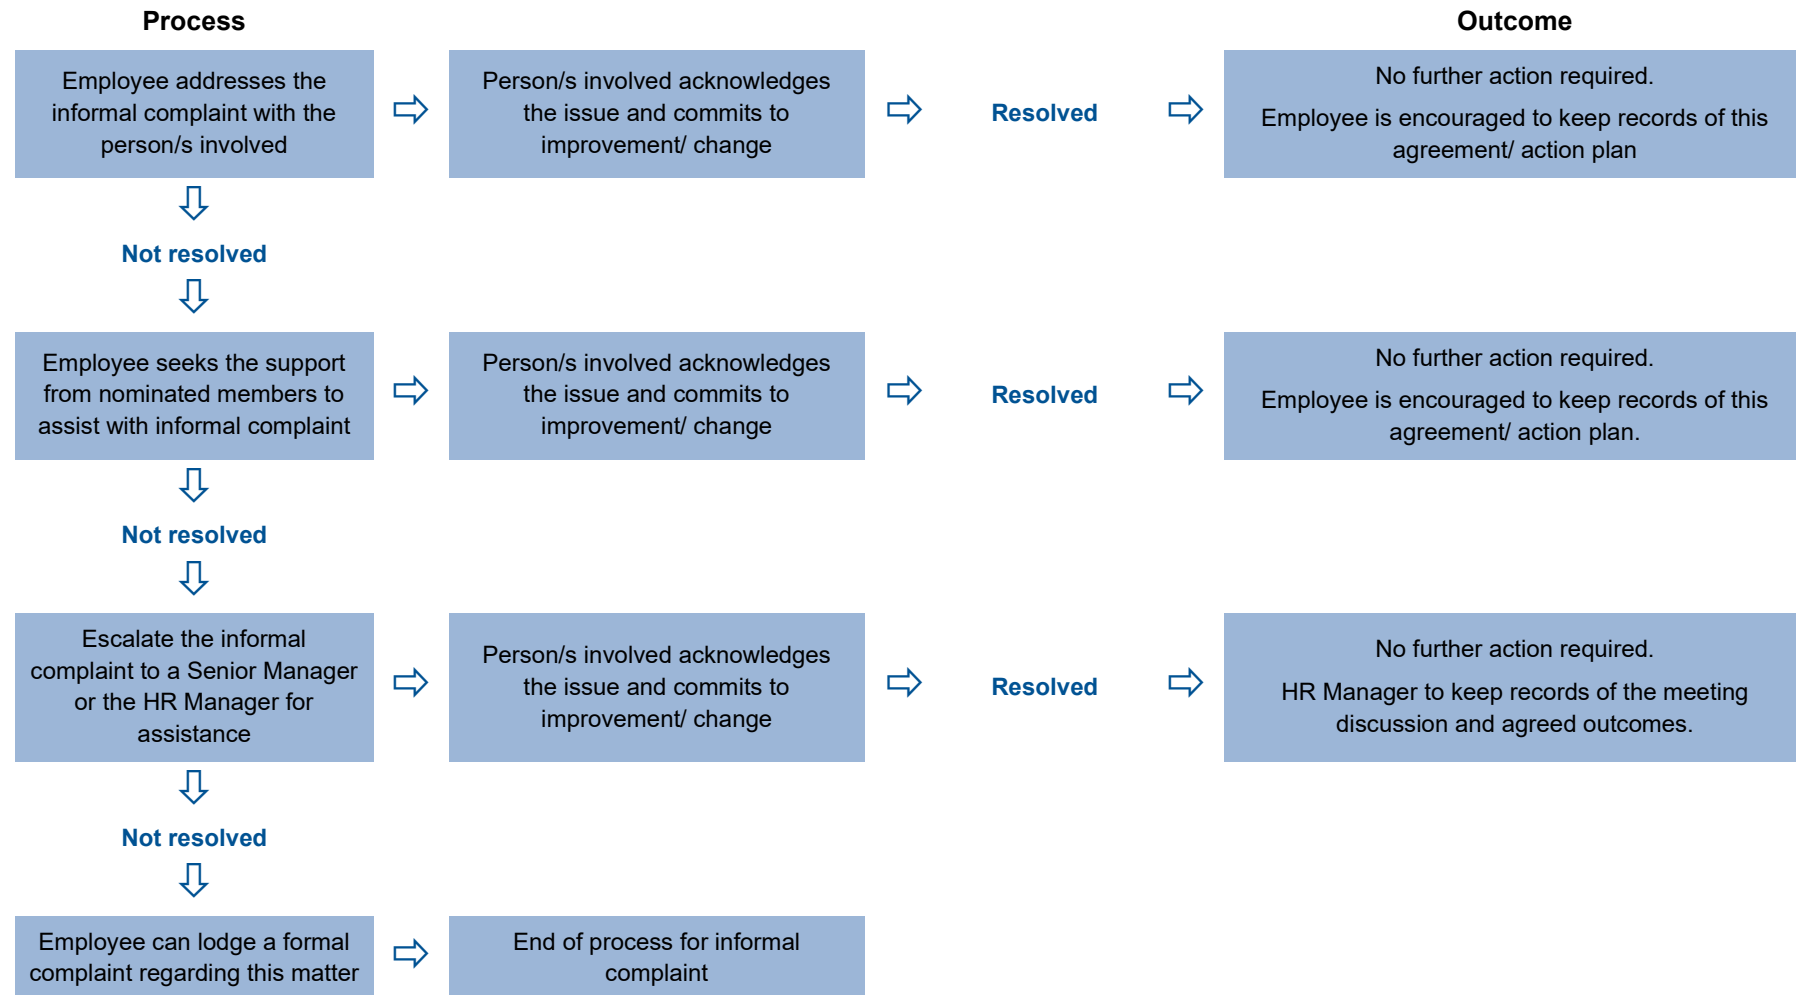 Process
Outcome
Employee addresses the
informal complaint with the
person/s involved
Person/s involved acknowledges
the issue and commits to
improvement/ change
Resolved
No further action required.
Employee is encouraged to keep records of this
agreement/ action plan
Not resolved
Employee seeks the support
from nominated members to
assist with informal complaint
Person/s involved acknowledges
the issue and commits to
improvement/ change
Resolved
No further action required.
Employee is encouraged to keep records of this
agreement/ action plan.
Not resolved
Escalate the informal
complaint to a Senior Manager
or the HR Manager for
assistance
Person/s involved acknowledges
the issue and commits to
improvement/ change
Resolved
No further action required.
HR Manager to keep records of the meeting
discussion and agreed outcomes.
Not resolved
Employee can lodge a formal
complaint regarding this matter
End of process for informal
complaint